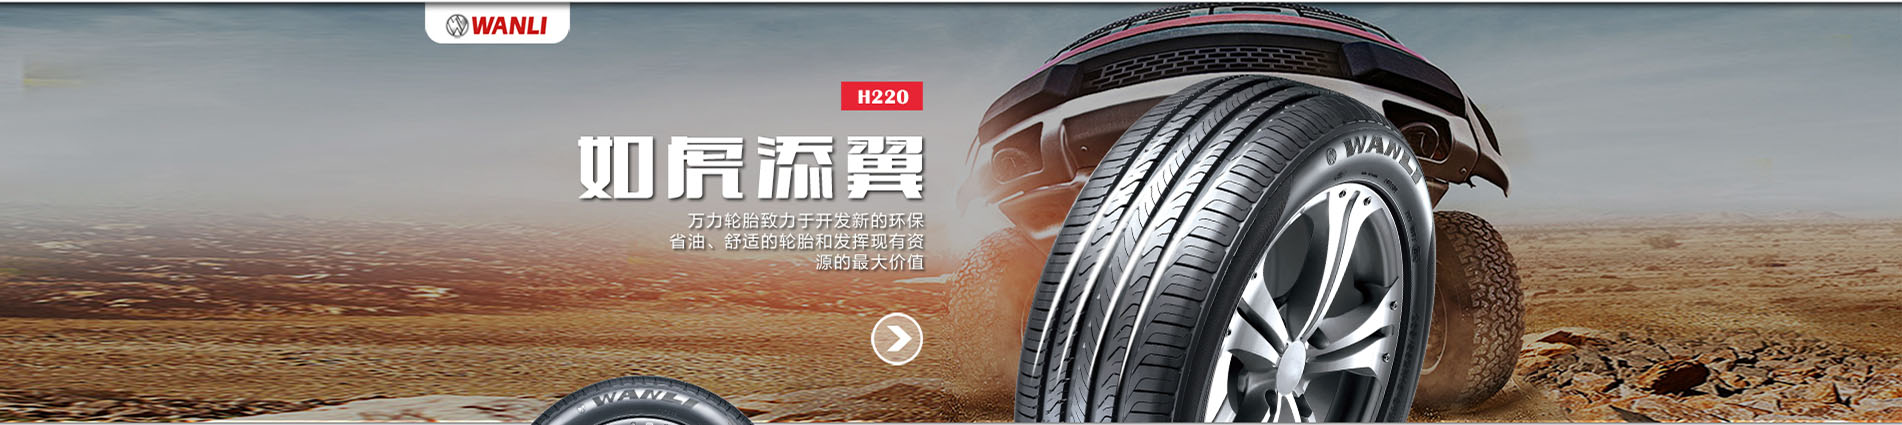 WANLI
H220
如虎添翼
万力轮胎致力于开发新的环保
省油、舒适的轮胎和发挥现有资
源的最大价值
WANLI
WANLI